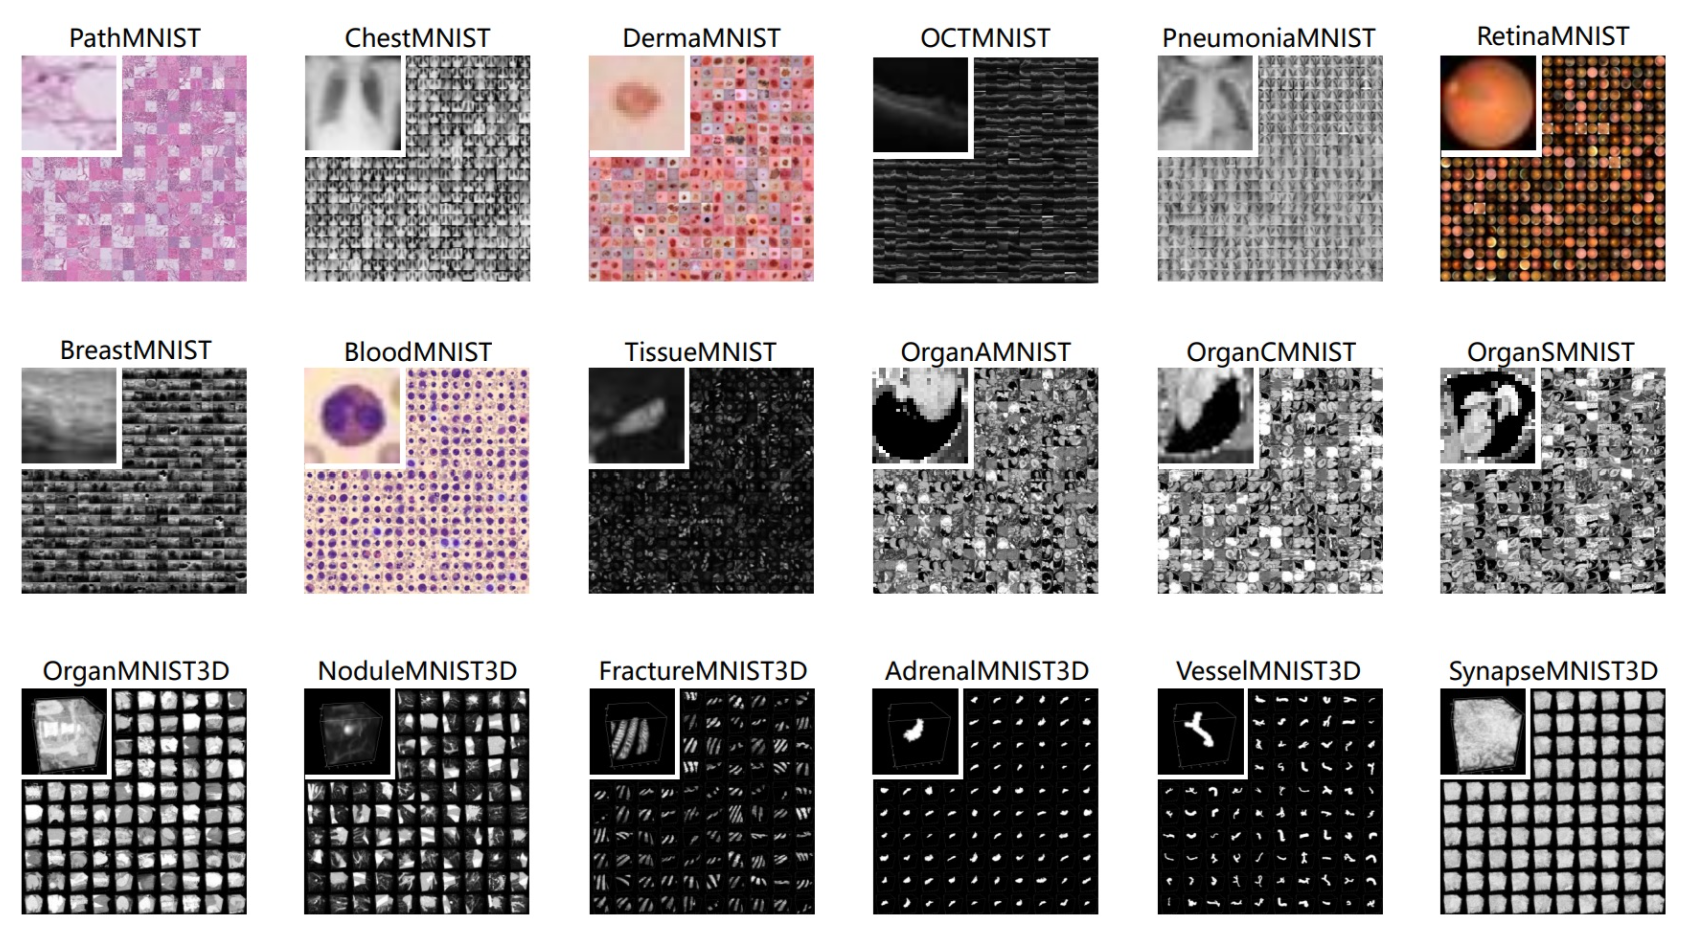 PathMNIST
ChestMNIST
DermaMNIST
OCTMNIST
PneumoniaMNIST
RetinaMNIST
BreastMNIST
BloodMNIST
TissueMNIST
OrganAMNIST
OrganCMNIST
OrganSMNIST
OrganMNIST3D
NoduleMNIST3D
FractureMNIST3D
AdrenalMNIST3D
VesselMNIST3D
SynapseMNIST3D